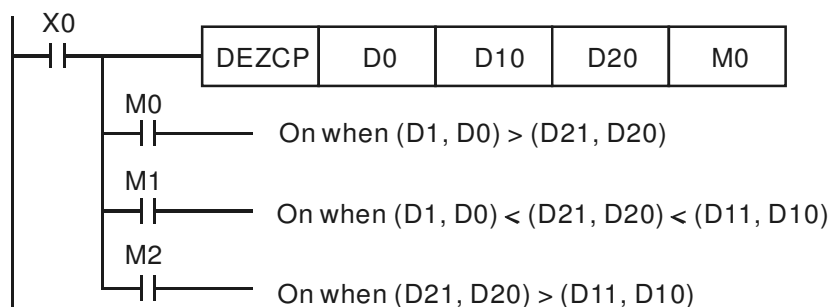 X0
DEZCP D0 D10 D20 M0
M0
On when (D1, D0) > (D21, D20)
M1
On when (D1, D0) < (D21, D20) < (D11, D10)
M2
On when (D21, D20) > (D11, D10)